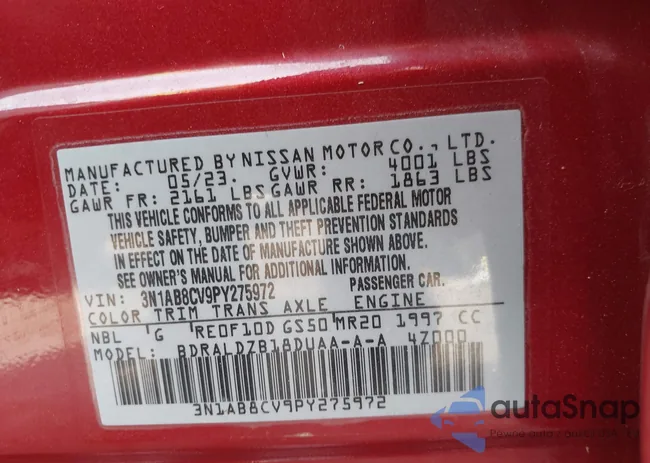 MANUFACTURED BY NISSAN MOTOR CO., LTD.
DATE: 05/23. GVWR: 4001 LBS
GAWR FR: 2161 LBS GAWR RR: 1863 LBS
THIS VEHICLE CONFORMS TO ALL APPLICABLE FEDERAL MOTOR
VEHICLE SAFETY, BUMPER AND THEFT PREVENTION STANDARDS
IN EFFECT ON THE DATE OF MANUFACTURE SHOWN ABOVE.
SEE OWNER'S MANUAL FOR ADDITIONAL INFORMATION.
VIN: 3N1AB8CV9PY275972 PASSENGER CAR.
COLOR TRIM TRANS AXLE ENGINE
NBL G RE0F10D GS50 MR20 1997 CC
MODEL: BDRALDZB18DUAA-A-A 4Z000
3N1AB8CV9PY275972
autoSnap